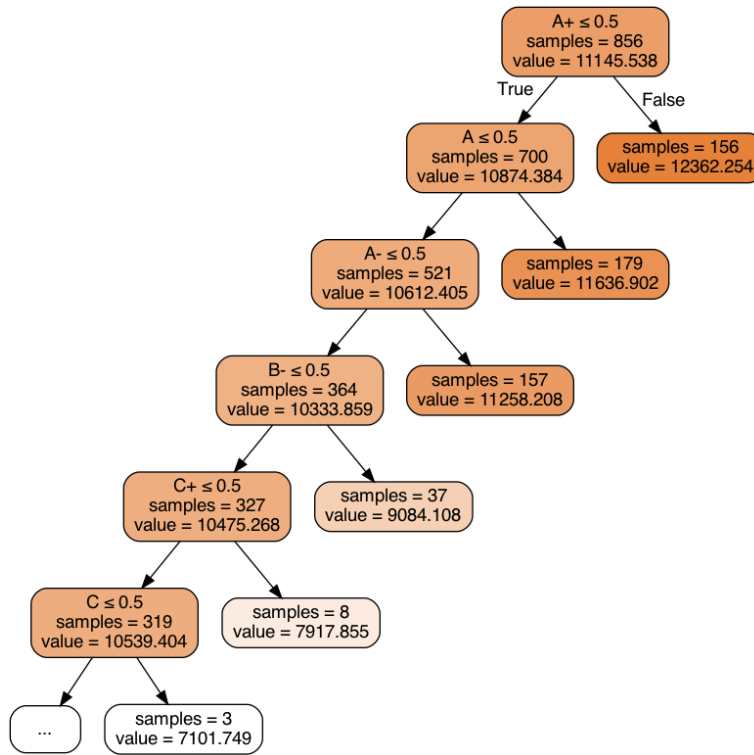 A+ ≤ 0.5
samples = 856
value = 11145.538
True
False
A ≤ 0.5
samples = 700
value = 10874.384
samples = 156
value = 12362.254
A- ≤ 0.5
samples = 521
value = 10612.405
samples = 179
value = 11636.902
B- ≤ 0.5
samples = 364
value = 10333.859
samples = 157
value = 11258.208
C+ ≤ 0.5
samples = 327
value = 10475.268
samples = 37
value = 9084.108
C ≤ 0.5
samples = 319
value = 10539.404
samples = 8
value = 7917.855
...
samples = 3
value = 7101.749